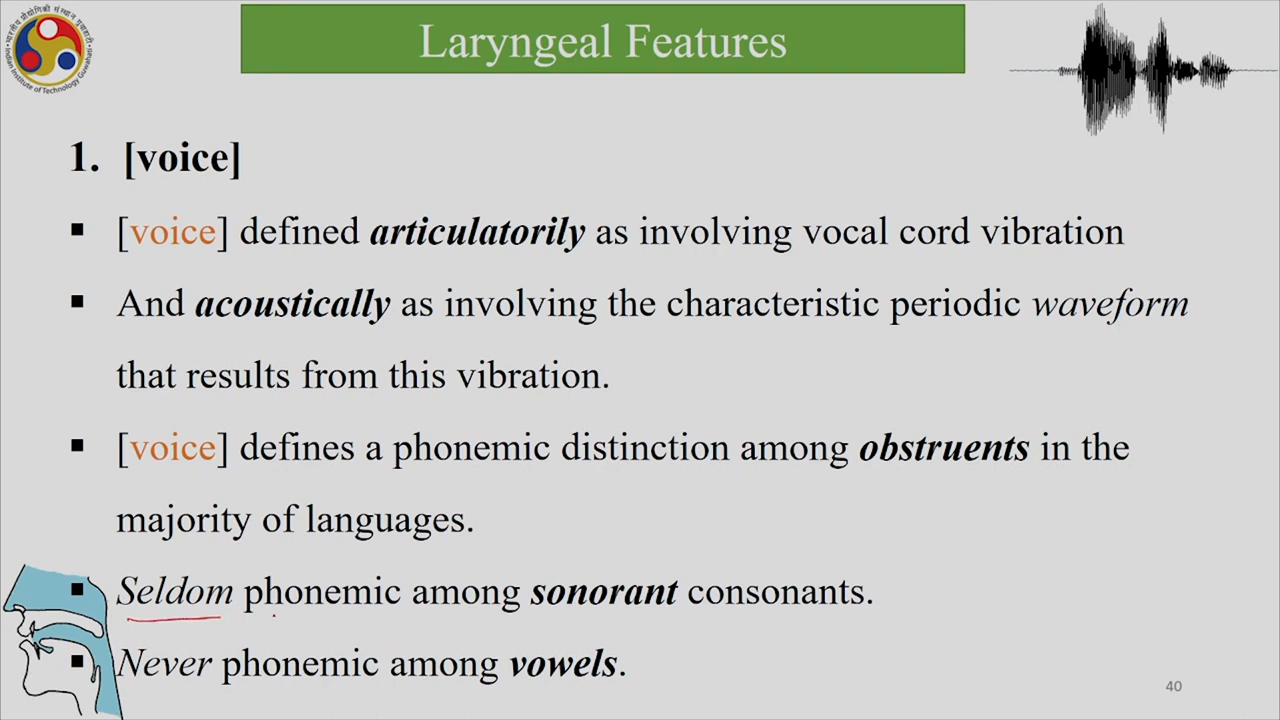 Laryngeal Features
1. [voice]
▪ [voice] defined articulatorily as involving vocal cord vibration
▪ And acoustically as involving the characteristic periodic waveform
that results from this vibration.
▪ [voice] defines a phonemic distinction among obstruents in the
majority of languages.
▪ Seldom phonemic among sonorant consonants.
▪ Never phonemic among vowels.
40